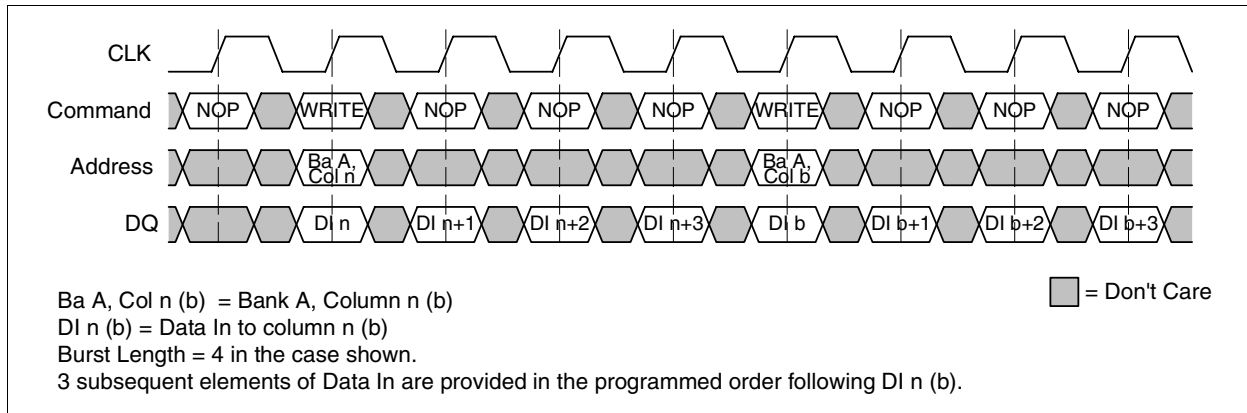 CLK
Command NOP WRITE NOP NOP NOP WRITE NOP NOP NOP
Address Ba A, Col n Ba A, Col b
DQ DI n DI n+1 DI n+2 DI n+3 DI b DI b+1 DI b+2 DI b+3
Ba A, Col n (b) = Bank A, Column n (b)
= Don't Care
DI n (b) = Data In to column n (b)
Burst Length = 4 in the case shown.
3 subsequent elements of Data In are provided in the programmed order following DI n (b).